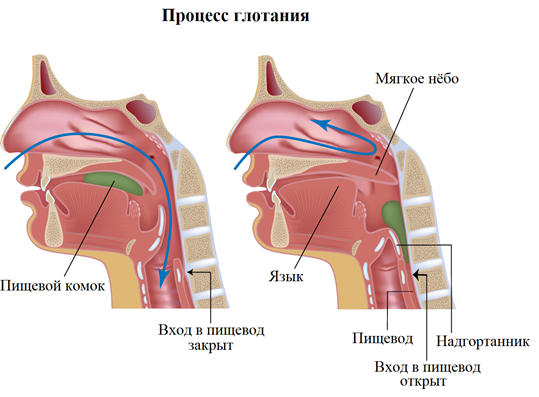 Процесс глотания
Мягкое нёбо
Пищевой комок
Язык
Вход в пищевод
закрыт
Пищевод
Надгортанник
Вход в пищевод
открыт